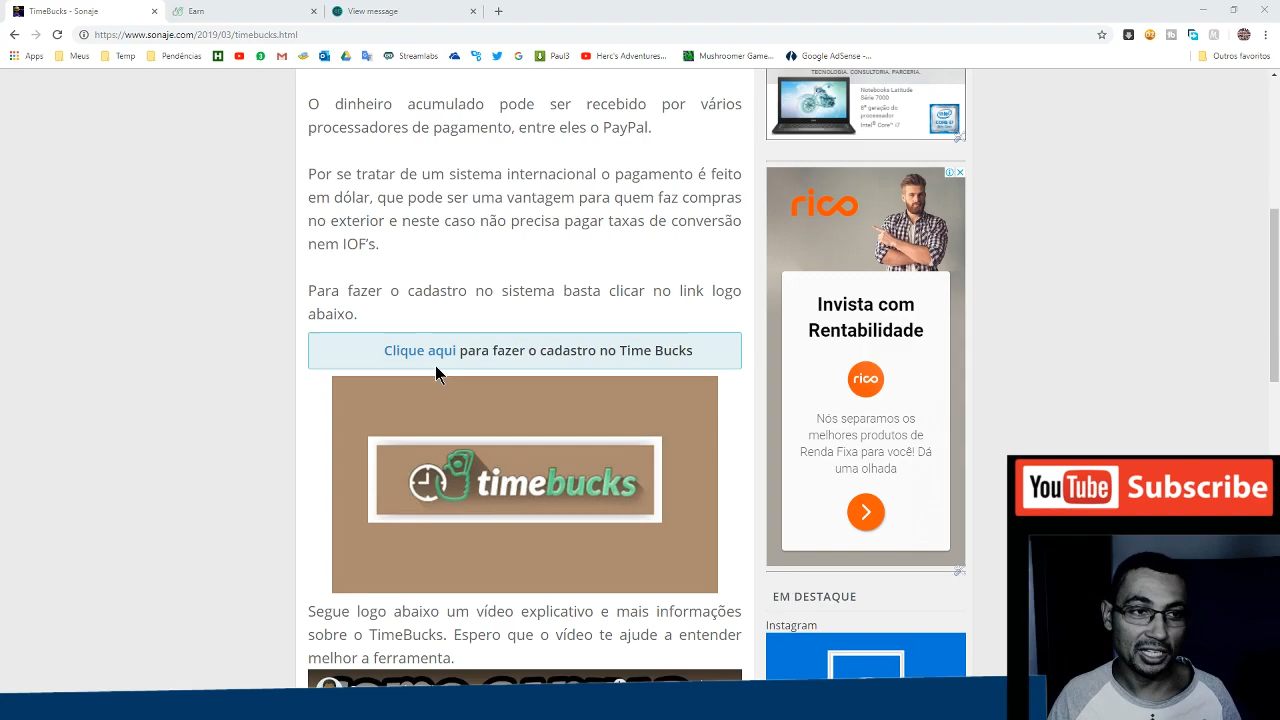 TimeBucks - Sonaje
Earn
View message
https://www.sonaje.com/2019/03/timebucks.html
Apps Meus Temp Pendências Streamlabs Paul3 Herc's Adventures... Mushroomer Game... Google AdSense -... Outros favoritos
TECNOLOGIA. CONSULTORIA. PARCERIA.
Notebooks Latitude
Série 7000
8ª geração do
processador
Intel® Core™ i7
O dinheiro acumulado pode ser recebido por vários
processadores de pagamento, entre eles o PayPal.
Por se tratar de um sistema internacional o pagamento é feito
em dólar, que pode ser uma vantagem para quem faz compras
no exterior e neste caso não precisa pagar taxas de conversão
nem IOF's.
Para fazer o cadastro no sistema basta clicar no link logo
abaixo.
Clique aqui para fazer o cadastro no Time Bucks
timebucks
Segue logo abaixo um vídeo explicativo e mais informações
sobre o TimeBucks. Espero que o vídeo te ajude a entender
melhor a ferramenta.
rico
Invista com
Rentabilidade
rico
Nós separamos os
melhores produtos de
Renda Fixa para você! Dá
uma olhada
EM DESTAQUE
Instagram
YouTube Subscribe